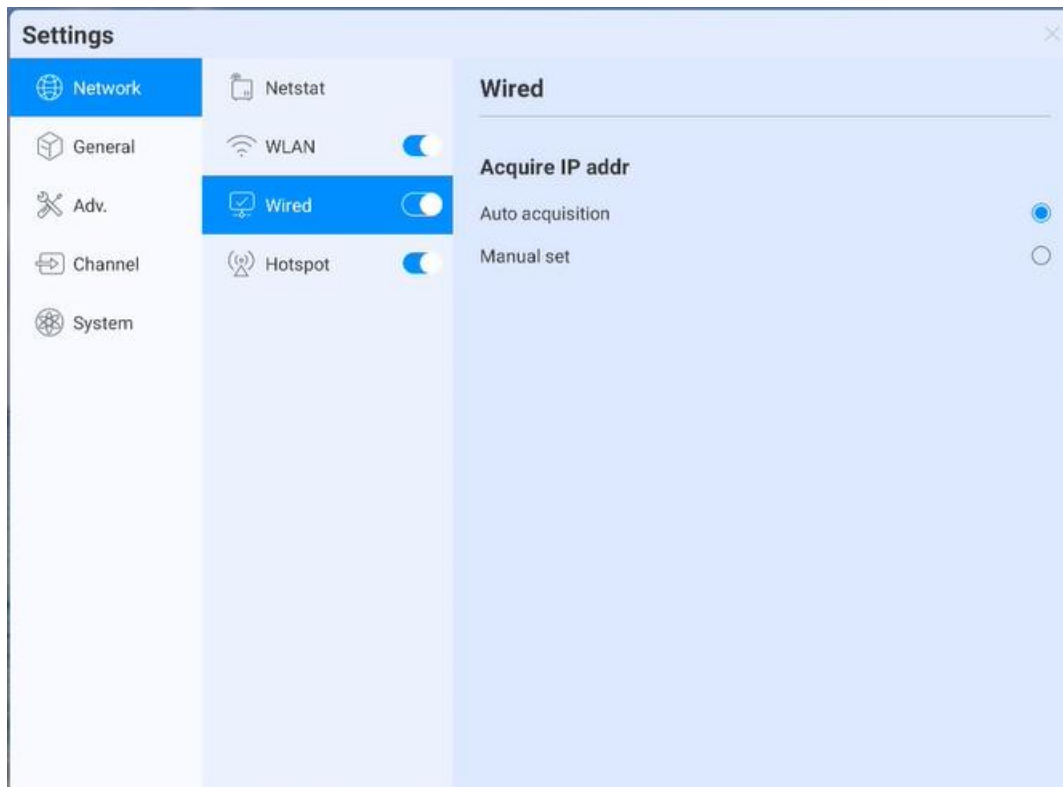 Settings
Network
General
Adv.
Channel
System
Netstat
WLAN
Wired
Hotspot
Wired
Acquire IP addr
Auto acquisition
Manual set